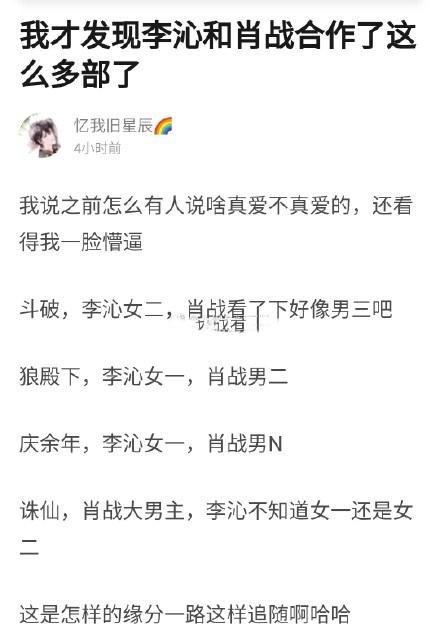 我才发现李沁和肖战合作了这
么多部了
忆我旧星辰🌈
4小时前
我说之前怎么有人说啥真爱不真爱的，还看
得我一脸懵逼
斗破，李沁女二，肖战看了下好像男三吧
狼殿下，李沁女一，肖战男二
庆余年，李沁女一，肖战男N
诛仙，肖战大男主，李沁不知道女一还是女
二
这是怎样的缘分一路这样追随啊哈哈